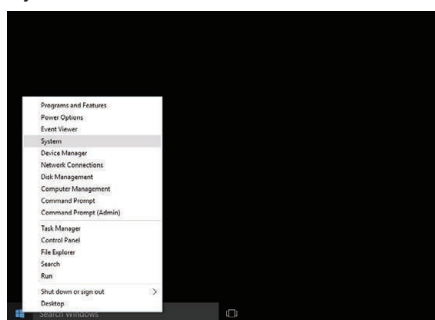 Programs and Features
Power Options
Event Viewer
System
Device Manager
Network Connections
Disk Management
Computer Management
Command Prompt
Command Prompt (Admin)
Task Manager
Control Panel
File Explorer
Search
Run
Shut down or sign out
Desktop
Search Windows